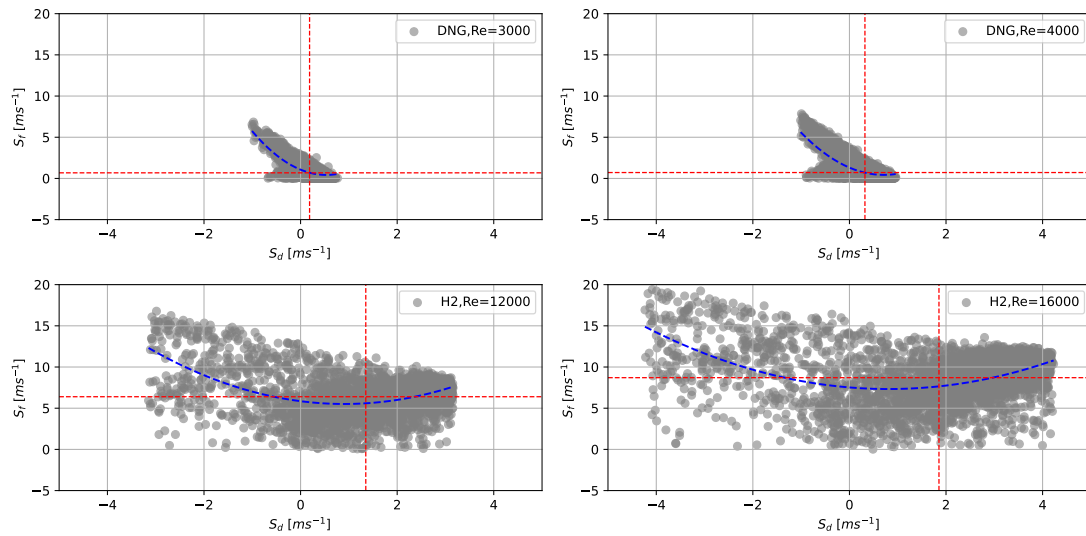 20
15
10
5
0
−5
S_f [ms⁻¹]
−4 −2 0 2 4
S_d [ms⁻¹]
DNG,Re=3000
20
15
10
5
0
−5
S_f [ms⁻¹]
−4 −2 0 2 4
S_d [ms⁻¹]
DNG,Re=4000
20
15
10
5
0
−5
S_f [ms⁻¹]
−4 −2 0 2 4
S_d [ms⁻¹]
H2,Re=12000
20
15
10
5
0
−5
S_f [ms⁻¹]
−4 −2 0 2 4
S_d [ms⁻¹]
H2,Re=16000